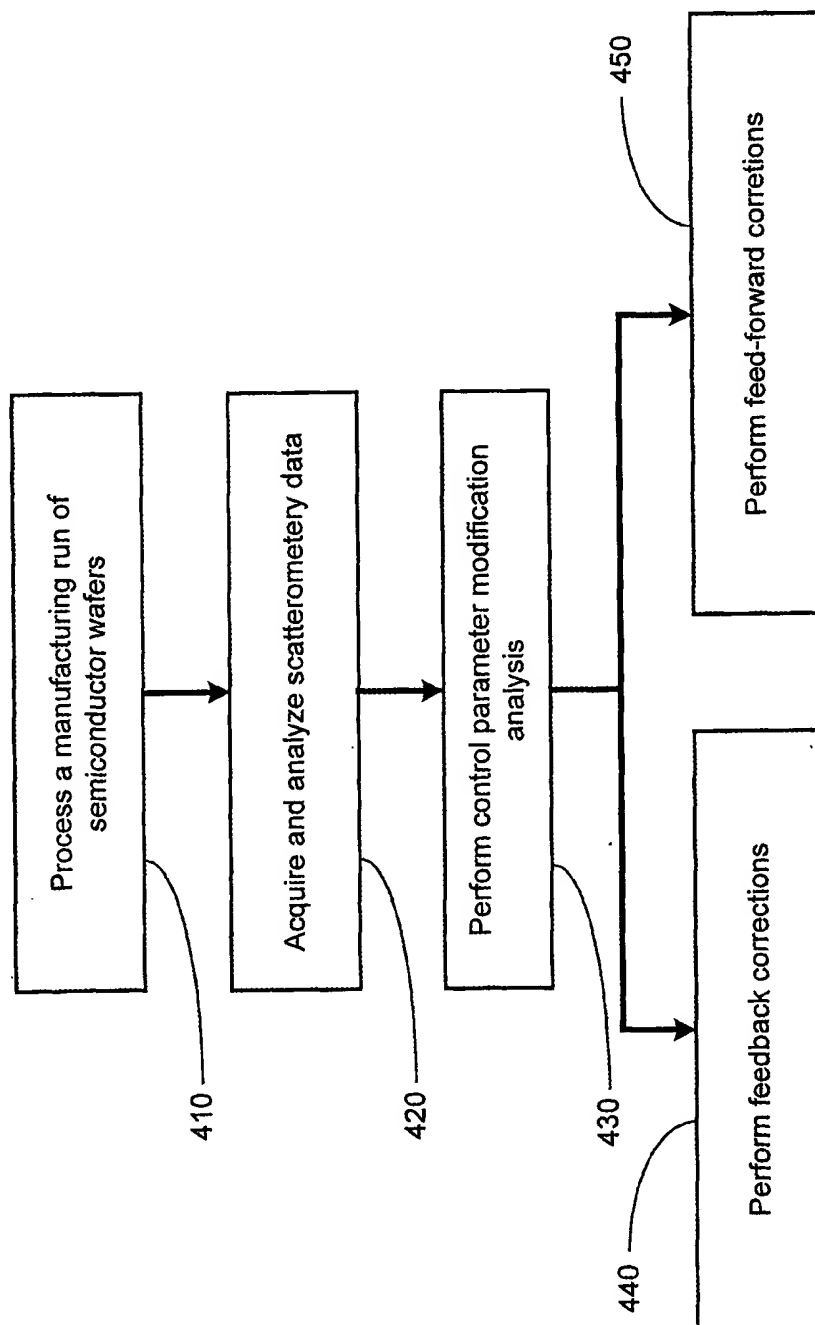 Process a manufacturing run of
semiconductor wafers
410
Acquire and analyze scatterometery data
420
Perform control parameter modification
analysis
430
Perform feedback corrections
440
Perform feed-forward corretions
450